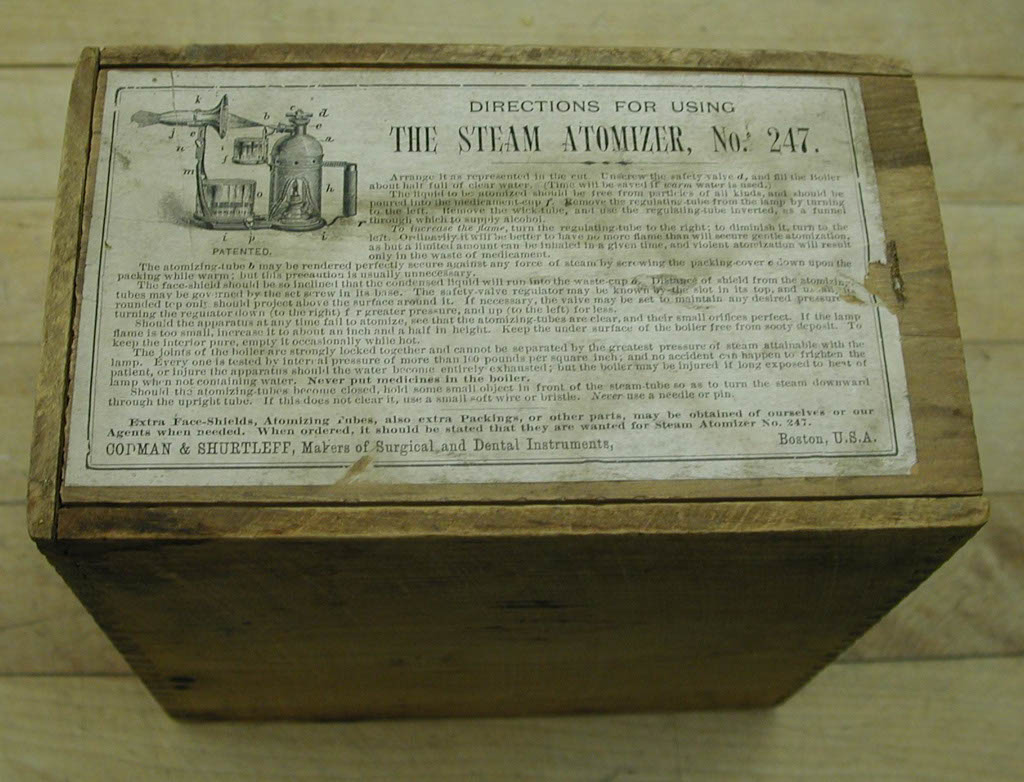 DIRECTIONS FOR USING
THE STEAM ATOMIZER, No. 247.
Arrange it as represented in the cut. Unscrew the safety valve d, and fill the Boiler
about half full of clear water. (Time will be saved if warm water is used.)
The liquid to be atomized should be free from particles of all kinds, and should be
poured into the medicament-cup f. Remove the regulating-tube from the lamp by turning
to the left. Remove the wick-tube, and use the regulating-tube inverted, as a funnel
through which to supply alcohol.
To increase the flame, turn the regulating-tube to the right; to diminish it, turn to the
left. Ordinarily it will be better to have no more flame than will secure gentle atomization,
as but a limited amount can be inhaled in a given time, and violent atomization will result
only in the waste of medicament.
k
c
d
b
e
a
j
e
n
i
f
m
o
h
r
i
p
i
PATENTED.
The atomizing-tube b may be rendered perfectly secure against any force of steam by screwing the packing-cover e down upon the
packing while warm; but this precaution is usually unnecessary.
The face-shield should be so inclined that the condensed liquid will run into the waste-cup o. Distance of shield from the atomizing
tubes may be governed by the set screw in its base. The safety-valve regulator may be known by the slot in its top, and the
rounded top only should project above the surface around it. If necessary, the valve may be set to maintain any desired pressure
turning the regulator down (to the right) f r greater pressure, and up (to the left) for less.
Should the apparatus at any time fail to atomize, see that the atomizing-tubes are clear, and their small orifices perfect. If the lamp
flame is too small, increase it to about an inch and a half in height. Keep the under surface of the boiler free from sooty deposit. To
keep the interior pure, empty it occasionally while hot.
The joints of the boiler are strongly locked together and cannot be separated by the greatest pressure of steam attainable with the
lamp. Every one is tested by internal pressure of more than 160 pounds per square inch; and no accident can happen to frighten the
patient, or injure the apparatus should the water become entirely exhausted; but the boiler may be injured if long exposed to heat of
lamp when not containing water. Never put medicines in the boiler.
Should the atomizing-tubes become closed, hold some small object in front of the steam-tube so as to turn the steam downward
through the upright tube. If this does not clear it, use a small soft wire or bristle. Never use a needle or pin.
Extra Face-Shields, Atomizing Tubes, also extra Packings, or other parts, may be obtained of ourselves or our
Agents when needed. When ordered, it should be stated that they are wanted for Steam Atomizer No. 247.
CODMAN & SHURTLEFF, Makers of Surgical and Dental Instruments, Boston, U.S.A.